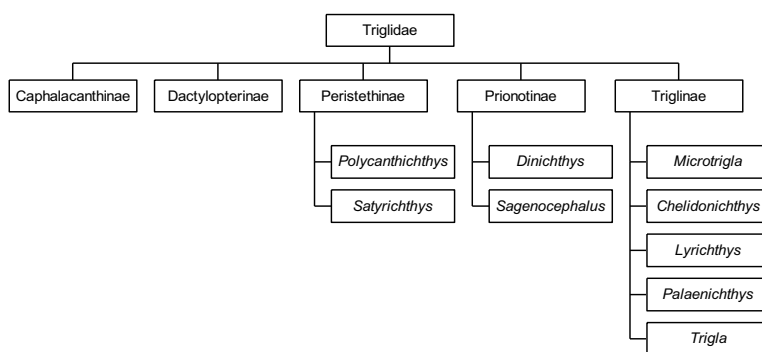 Triglidae
Caphalacanthinae
Dactylopterinae
Peristethinae
Prionotinae
Triglinae
Polycanthichthys
Satyrichthys
Dinichthys
Sagenocephalus
Microtrigla
Chelidonichthys
Lyrichthys
Palaenichthys
Trigla